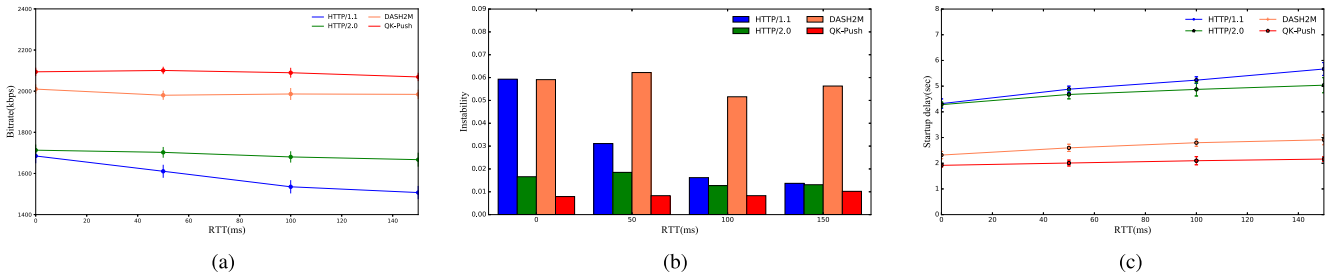 2400
2200
2000
1800
1600
1400
0 20 40 60 80 100 120 140
Bitrate(kbps)
RTT(ms)
HTTP/1.1 DASH2M
HTTP/2.0 QK-Push
(a)
0.09
0.08
0.07
0.06
0.05
0.04
0.03
0.02
0.01
0.00
0 50 100 150
Instability
RTT(ms)
HTTP/1.1 DASH2M
HTTP/2.0 QK-Push
(b)
8
7
6
5
4
3
2
1
0
0 20 40 60 80 100 120 140
Startup delay(sec)
RTT(ms)
HTTP/1.1 DASH2M
HTTP/2.0 QK-Push
(c)